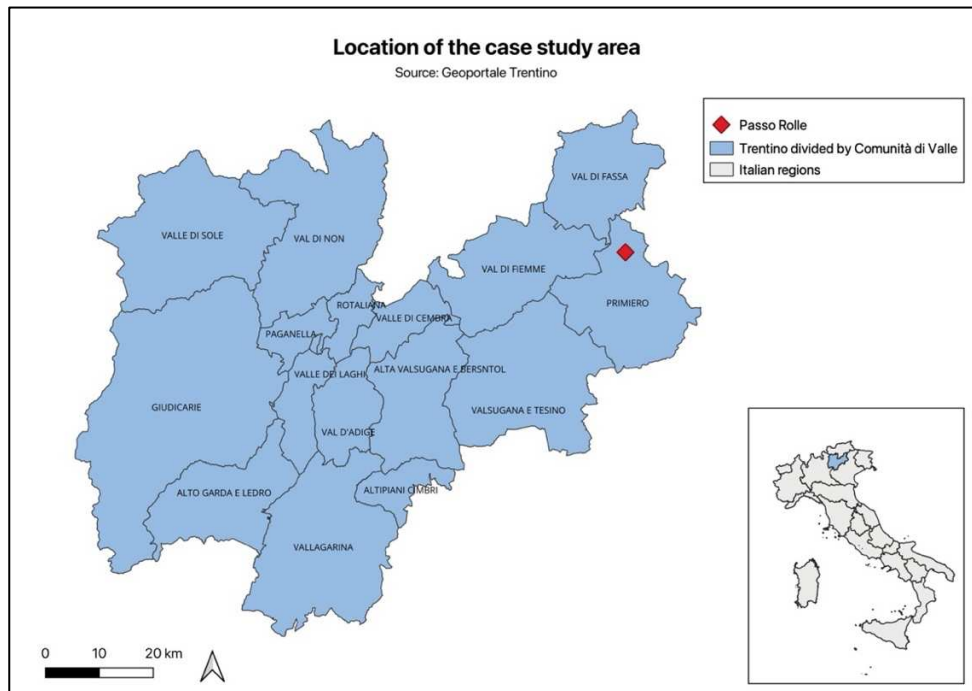 Location of the case study area
Source: Geoportale Trentino
Passo Rolle
Trentino divided by Comunità di Valle
Italian regions
VAL DI FASSA
VALLE DI SOLE
VAL DI NON
VAL DI FIEMME
PRIMIERO
ROTALIANA
VALLE DI CEMBRA
PAGANELLA
VALLE DEI LAGHI
ALTA VALSUGANA E BERSNTOL
GIUDICARIE
VALSUGANA E TESINO
VAL D'ADIGE
ALTO GARDA E LEDRO
ALTIPIANI CIMBRI
VALLAGARINA
0 10 20 km